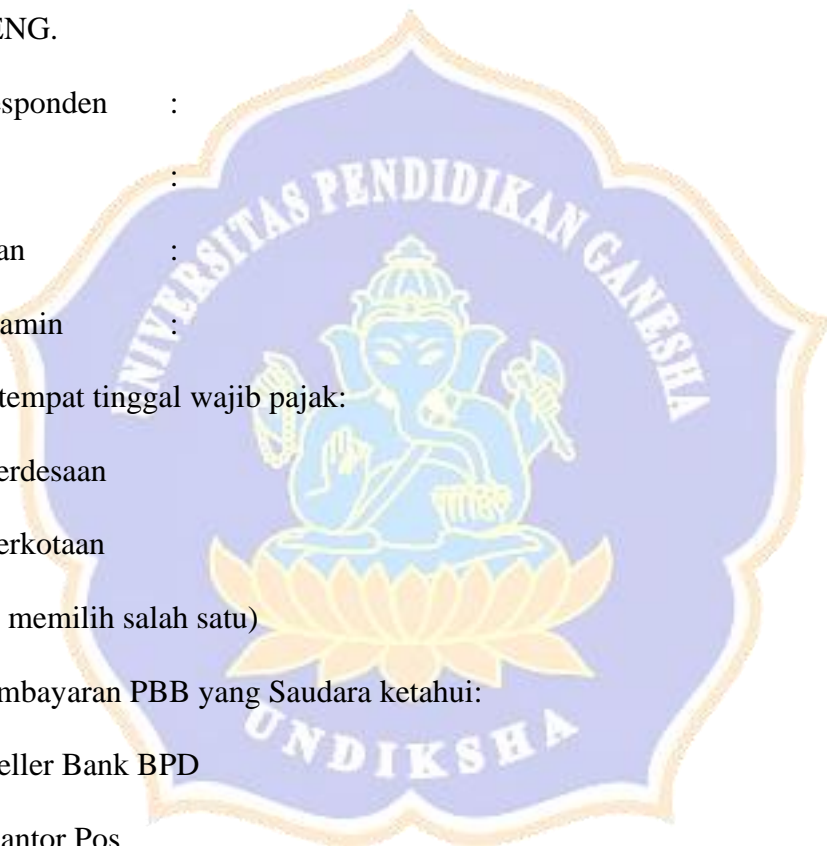 ENG.
sponden :
:
an :
amin :
tempat tinggal wajib pajak:
erdesaan
erkotaan
memilih salah satu)
mbayaran PBB yang Saudara ketahui:
eller Bank BPD
antor Pos
UNIVERSITAS PENDIDIKAN GANESHA
UNDIKSHA